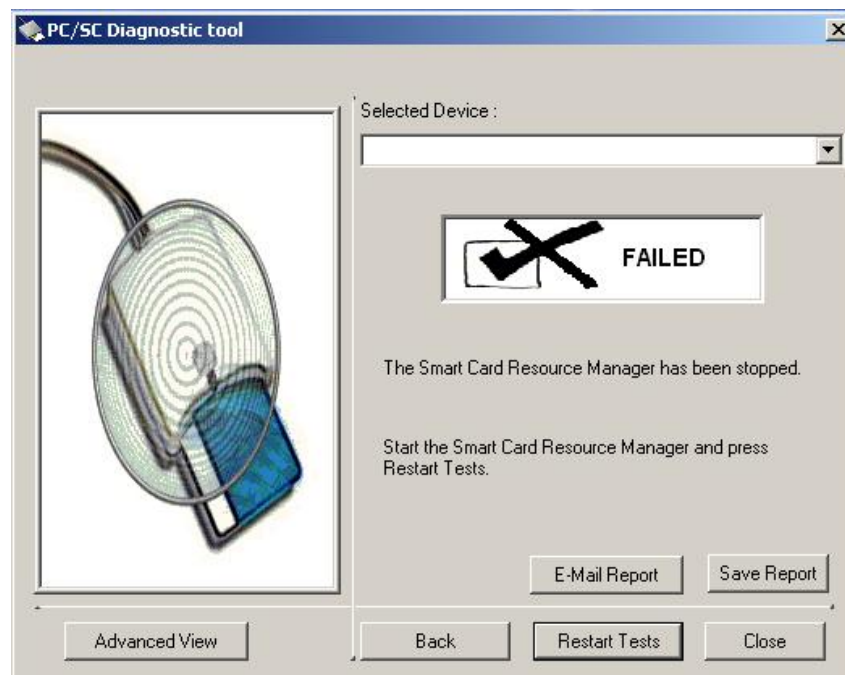 PC/SC Diagnostic tool
Selected Device :
FAILED
The Smart Card Resource Manager has been stopped.
Start the Smart Card Resource Manager and press
Restart Tests.
E-Mail Report
Save Report
Advanced View
Back
Restart Tests
Close